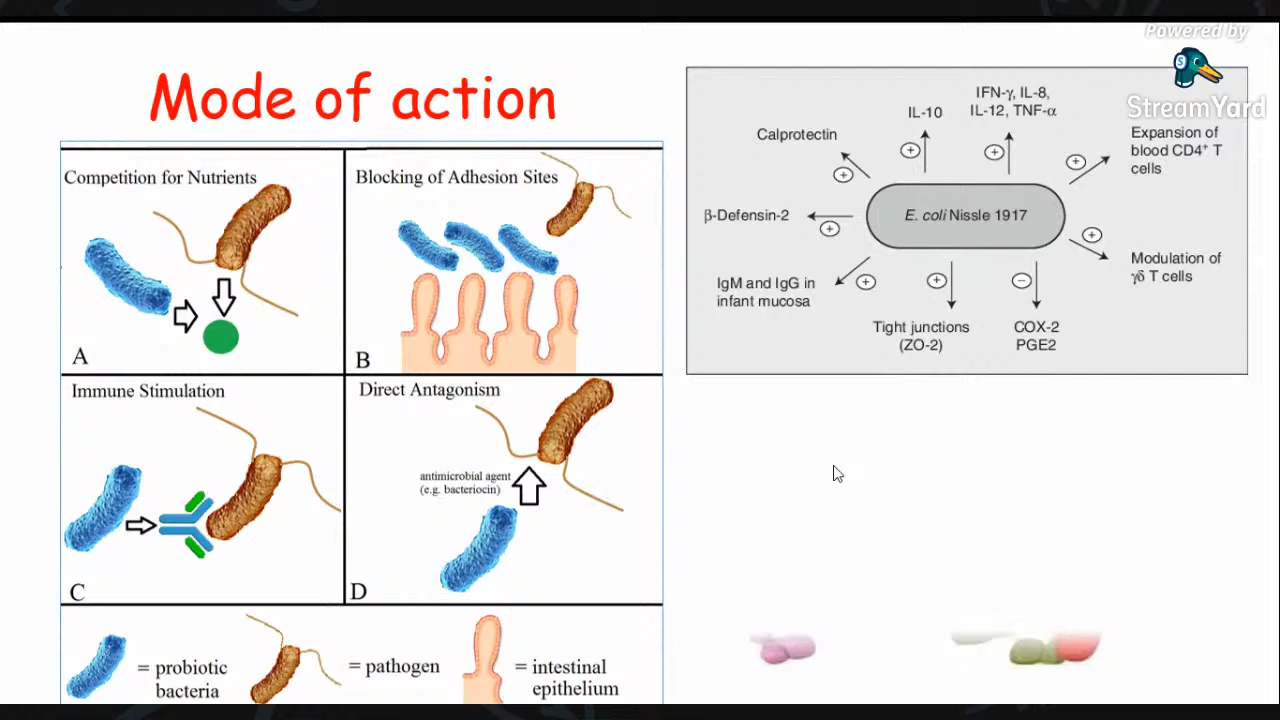 Powered by
StreamYard
Mode of action
Competition for Nutrients
A
Blocking of Adhesion Sites
B
Immune Stimulation
C
Direct Antagonism
antimicrobial agent
(e.g. bacteriocin)
D
= probiotic
bacteria
= pathogen
= intestinal
epithelium
IL-10
IFN-γ, IL-8,
IL-12, TNF-α
Calprotectin
Expansion of
blood CD4⁺ T
cells
β-Defensin-2
E. coli Nissle 1917
IgM and IgG in
infant mucosa
Modulation of
γδ T cells
Tight junctions
(ZO-2)
COX-2
PGE2